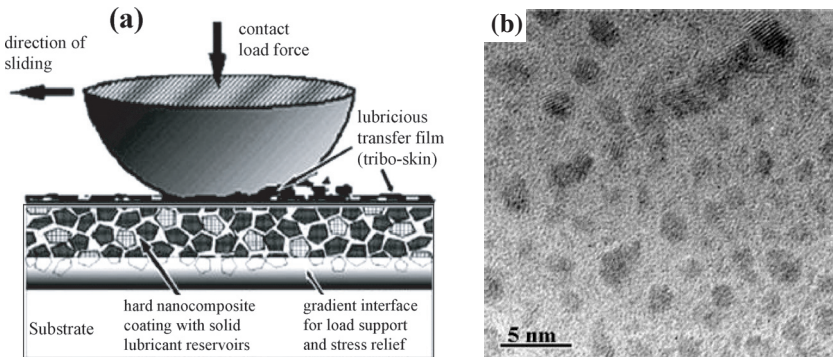 (a)
contact
load force
direction of
sliding
lubricious
transfer film
(tribo-skin)
hard nanocomposite
coating with solid
lubricant reservoirs
gradient interface
for load support
and stress relief
Substrate
(b)
5 nm